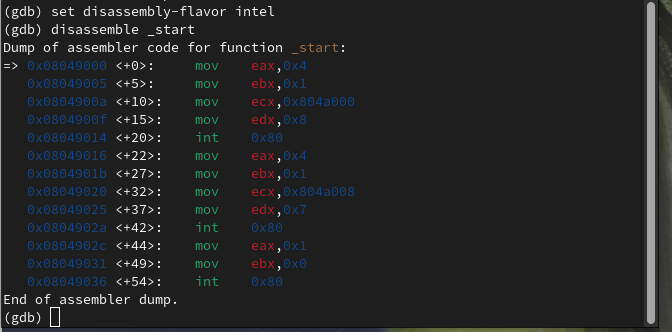 (gdb) set disassembly-flavor intel
(gdb) disassemble _start
Dump of assembler code for function _start:
=> 0x08049000 <+0>:     mov    eax,0x4
   0x08049005 <+5>:     mov    ebx,0x1
   0x0804900a <+10>:    mov    ecx,0x804a000
   0x0804900f <+15>:    mov    edx,0x8
   0x08049014 <+20>:    int    0x80
   0x08049016 <+22>:    mov    eax,0x4
   0x0804901b <+27>:    mov    ebx,0x1
   0x08049020 <+32>:    mov    ecx,0x804a008
   0x08049025 <+37>:    mov    edx,0x7
   0x0804902a <+42>:    int    0x80
   0x0804902c <+44>:    mov    eax,0x1
   0x08049031 <+49>:    mov    ebx,0x0
   0x08049036 <+54>:    int    0x80
End of assembler dump.
(gdb)